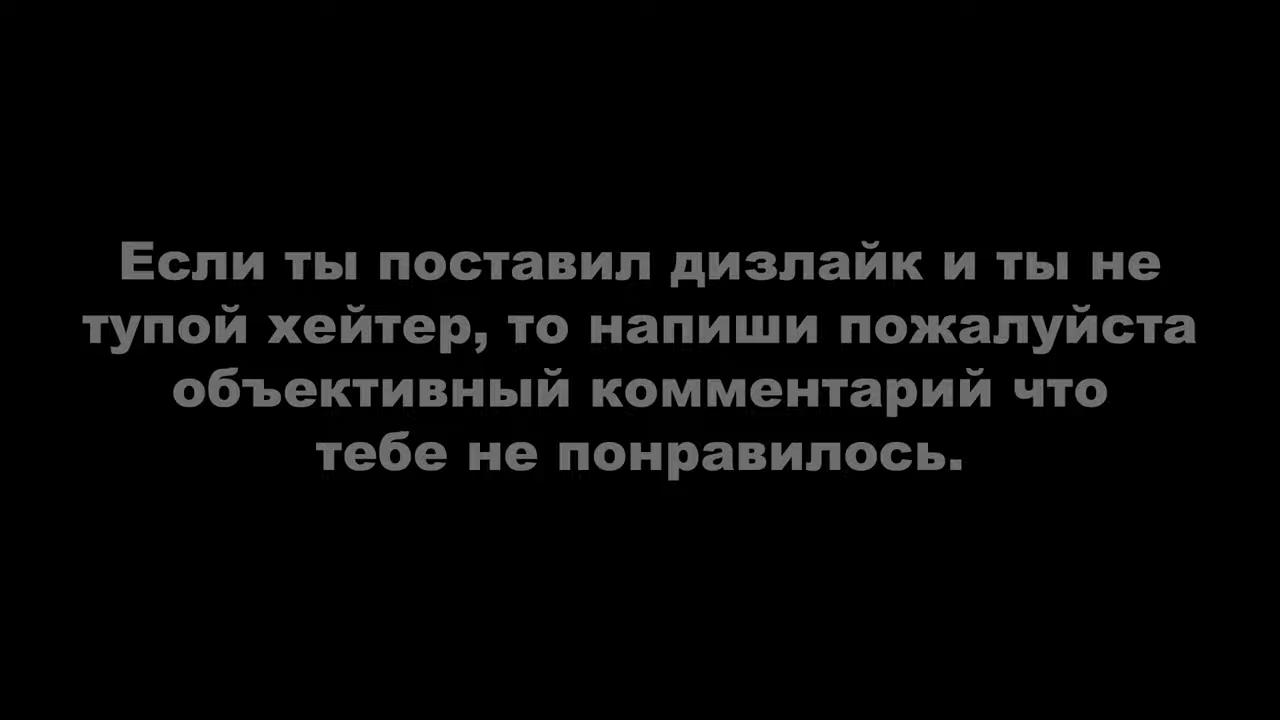 Если ты поставил дизлайк и ты не
тупой хейтер, то напиши пожалуйста
объективный комментарий что
тебе не понравилось.